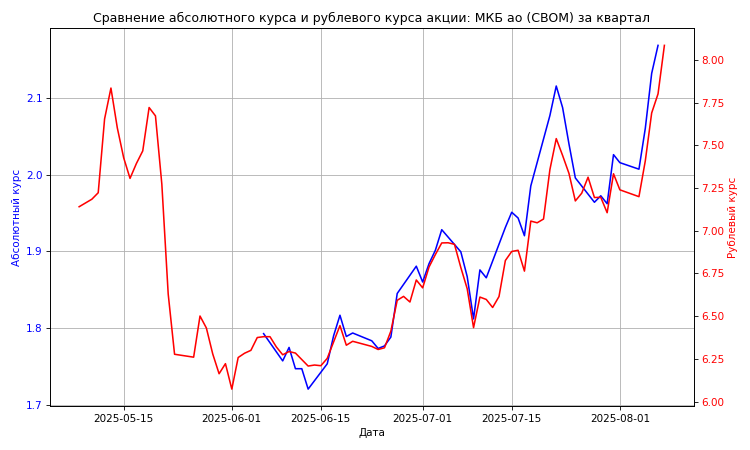 Сравнение абсолютного курса и рублевого курса акции: МКБ ао (CBOM) за квартал
2.1
2.0
1.9
1.8
1.7
Абсолютный курс
8.00
7.75
7.50
7.25
7.00
6.75
6.50
6.25
6.00
Рублевый курс
2025-05-15 2025-06-01 2025-06-15 2025-07-01 2025-07-15 2025-08-01
Дата